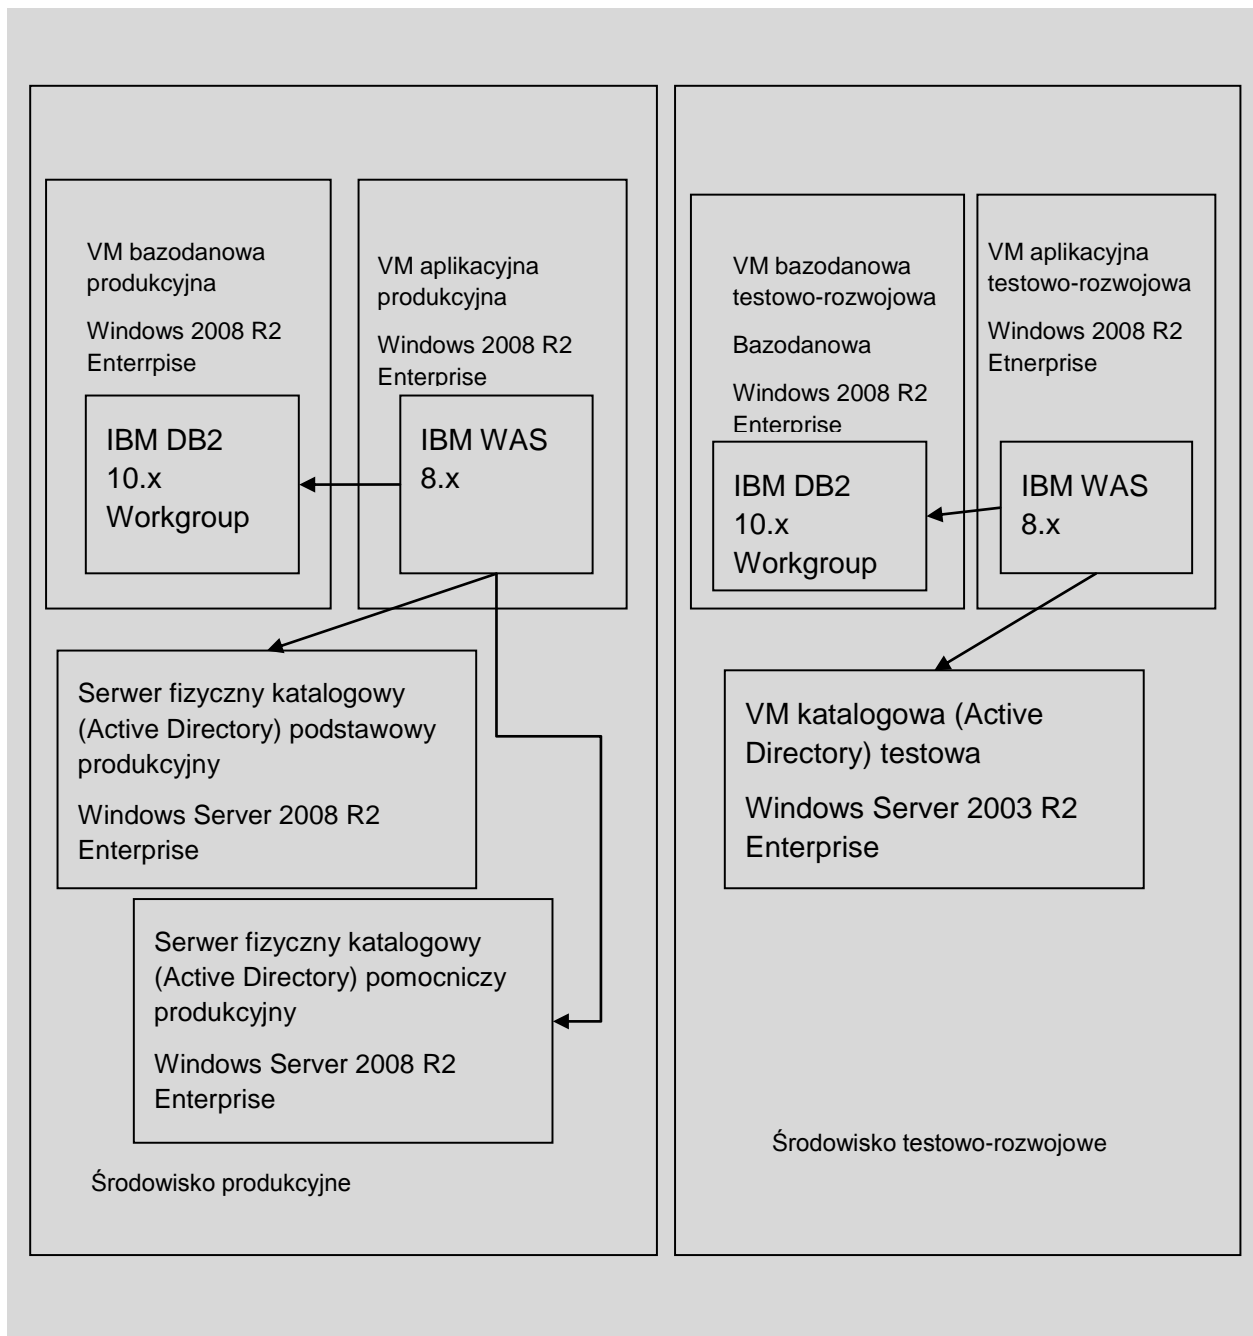 VM bazodanowa
produkcyjna
Windows 2008 R2
Enterrpise
IBM DB2
10.x
Workgroup
VM aplikacyjna
produkcyjna
Windows 2008 R2
Enterprise
IBM WAS
8.x
Serwer fizyczny katalogowy
(Active Directory) podstawowy
produkcyjny
Windows Server 2008 R2
Enterprise
Serwer fizyczny katalogowy
(Active Directory) pomocniczy
produkcyjny
Windows Server 2008 R2
Enterprise
Środowisko produkcyjne
VM bazodanowa
testowo-rozwojowa
Bazodanowa
Windows 2008 R2
Enterprise
IBM DB2
10.x
Workgroup
VM aplikacyjna
testowo-rozwojowa
Windows 2008 R2
Etnerprise
IBM WAS
8.x
VM katalogowa (Active
Directory) testowa
Windows Server 2003 R2
Enterprise
Środowisko testowo-rozwojowe